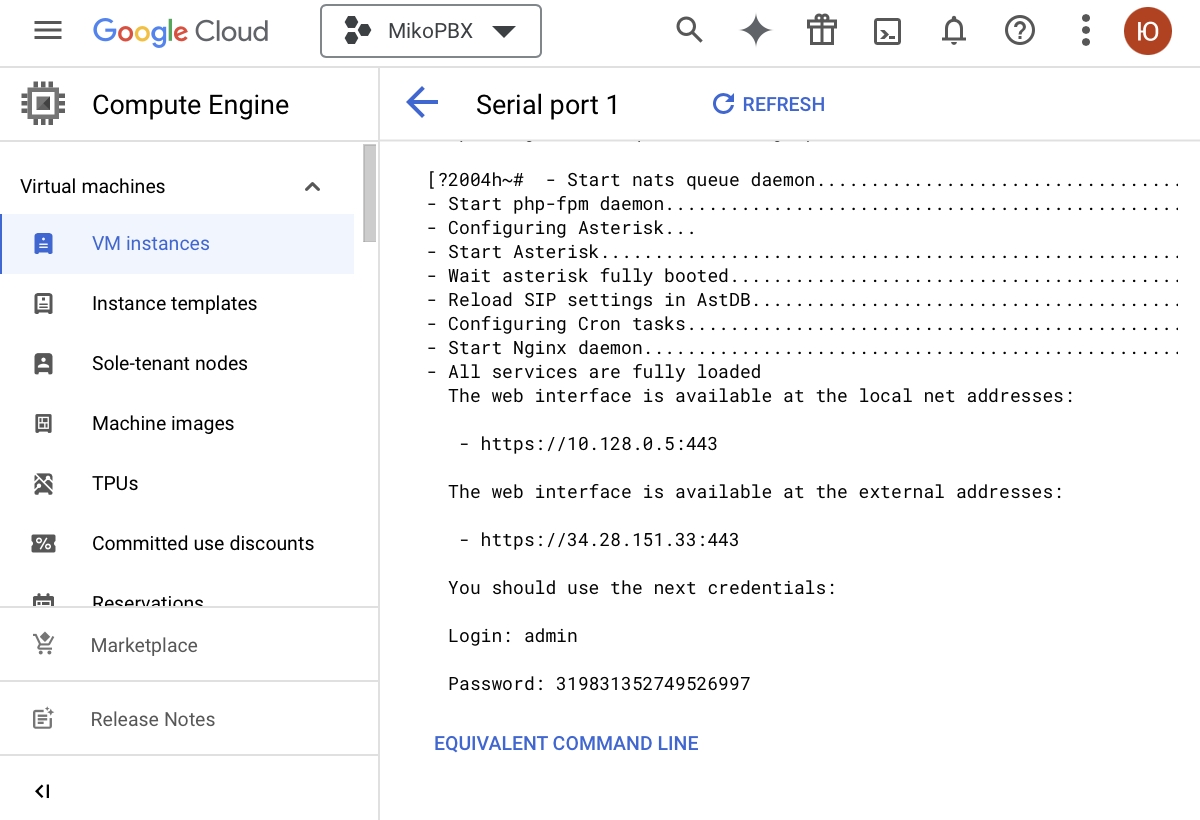 Google Cloud
MikoPBX
Ю
Compute Engine
Serial port 1
REFRESH
Virtual machines
VM instances
Instance templates
Sole-tenant nodes
Machine images
TPUs
Committed use discounts
Reservations
Marketplace
Release Notes
[?2004h~#  - Start nats queue daemon..................................
- Start php-fpm daemon................................................
- Configuring Asterisk...
- Start Asterisk......................................................
- Wait asterisk fully booted..........................................
- Reload SIP settings in AstDB........................................
- Configuring Cron tasks..............................................
- Start Nginx daemon..................................................
- All services are fully loaded
The web interface is available at the local net addresses:
- https://10.128.0.5:443
The web interface is available at the external addresses:
- https://34.28.151.33:443
You should use the next credentials:
Login: admin
Password: 319831352749526997
EQUIVALENT COMMAND LINE